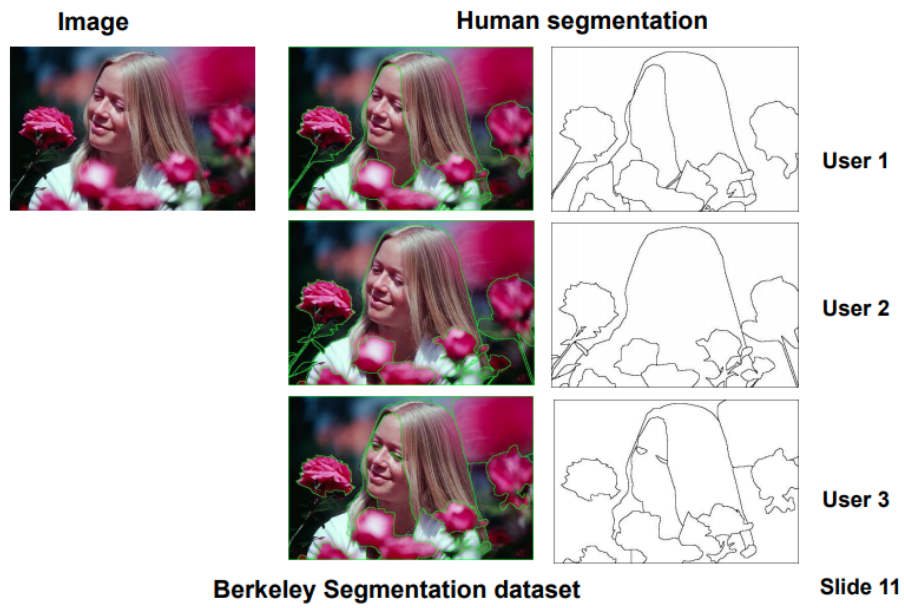 Image
Human segmentation
User 1
User 2
User 3
Berkeley Segmentation dataset
Slide 11